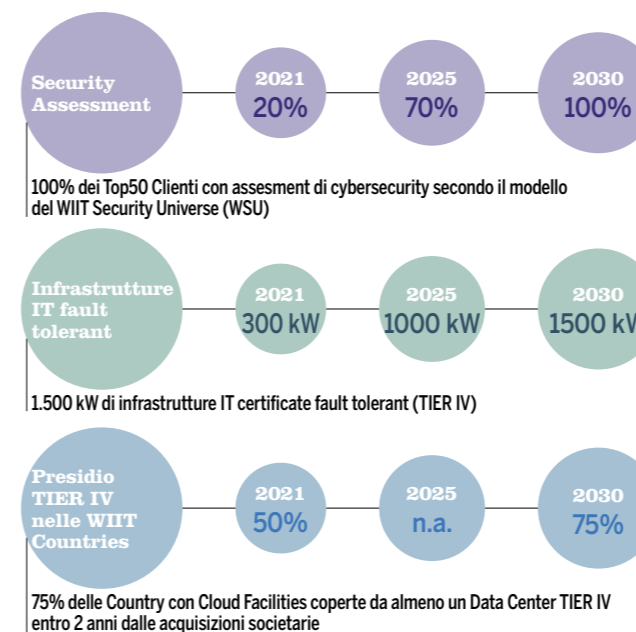 Security
Assessment
2021
20%
2025
70%
2030
100%
100% dei Top50 Clienti con assesment di cybersecurity secondo il modello
del WIIT Security Universe (WSU)
Infrastrutture
IT fault
tolerant
2021
300 kW
2025
1000 kW
2030
1500 kW
1.500 kW di infrastrutture IT certificate fault tolerant (TIER IV)
Presidio
TIER IV
nelle WIIT
Countries
2021
50%
2025
n.a.
2030
75%
75% delle Country con Cloud Facilities coperte da almeno un Data Center TIER IV
entro 2 anni dalle acquisizioni societarie